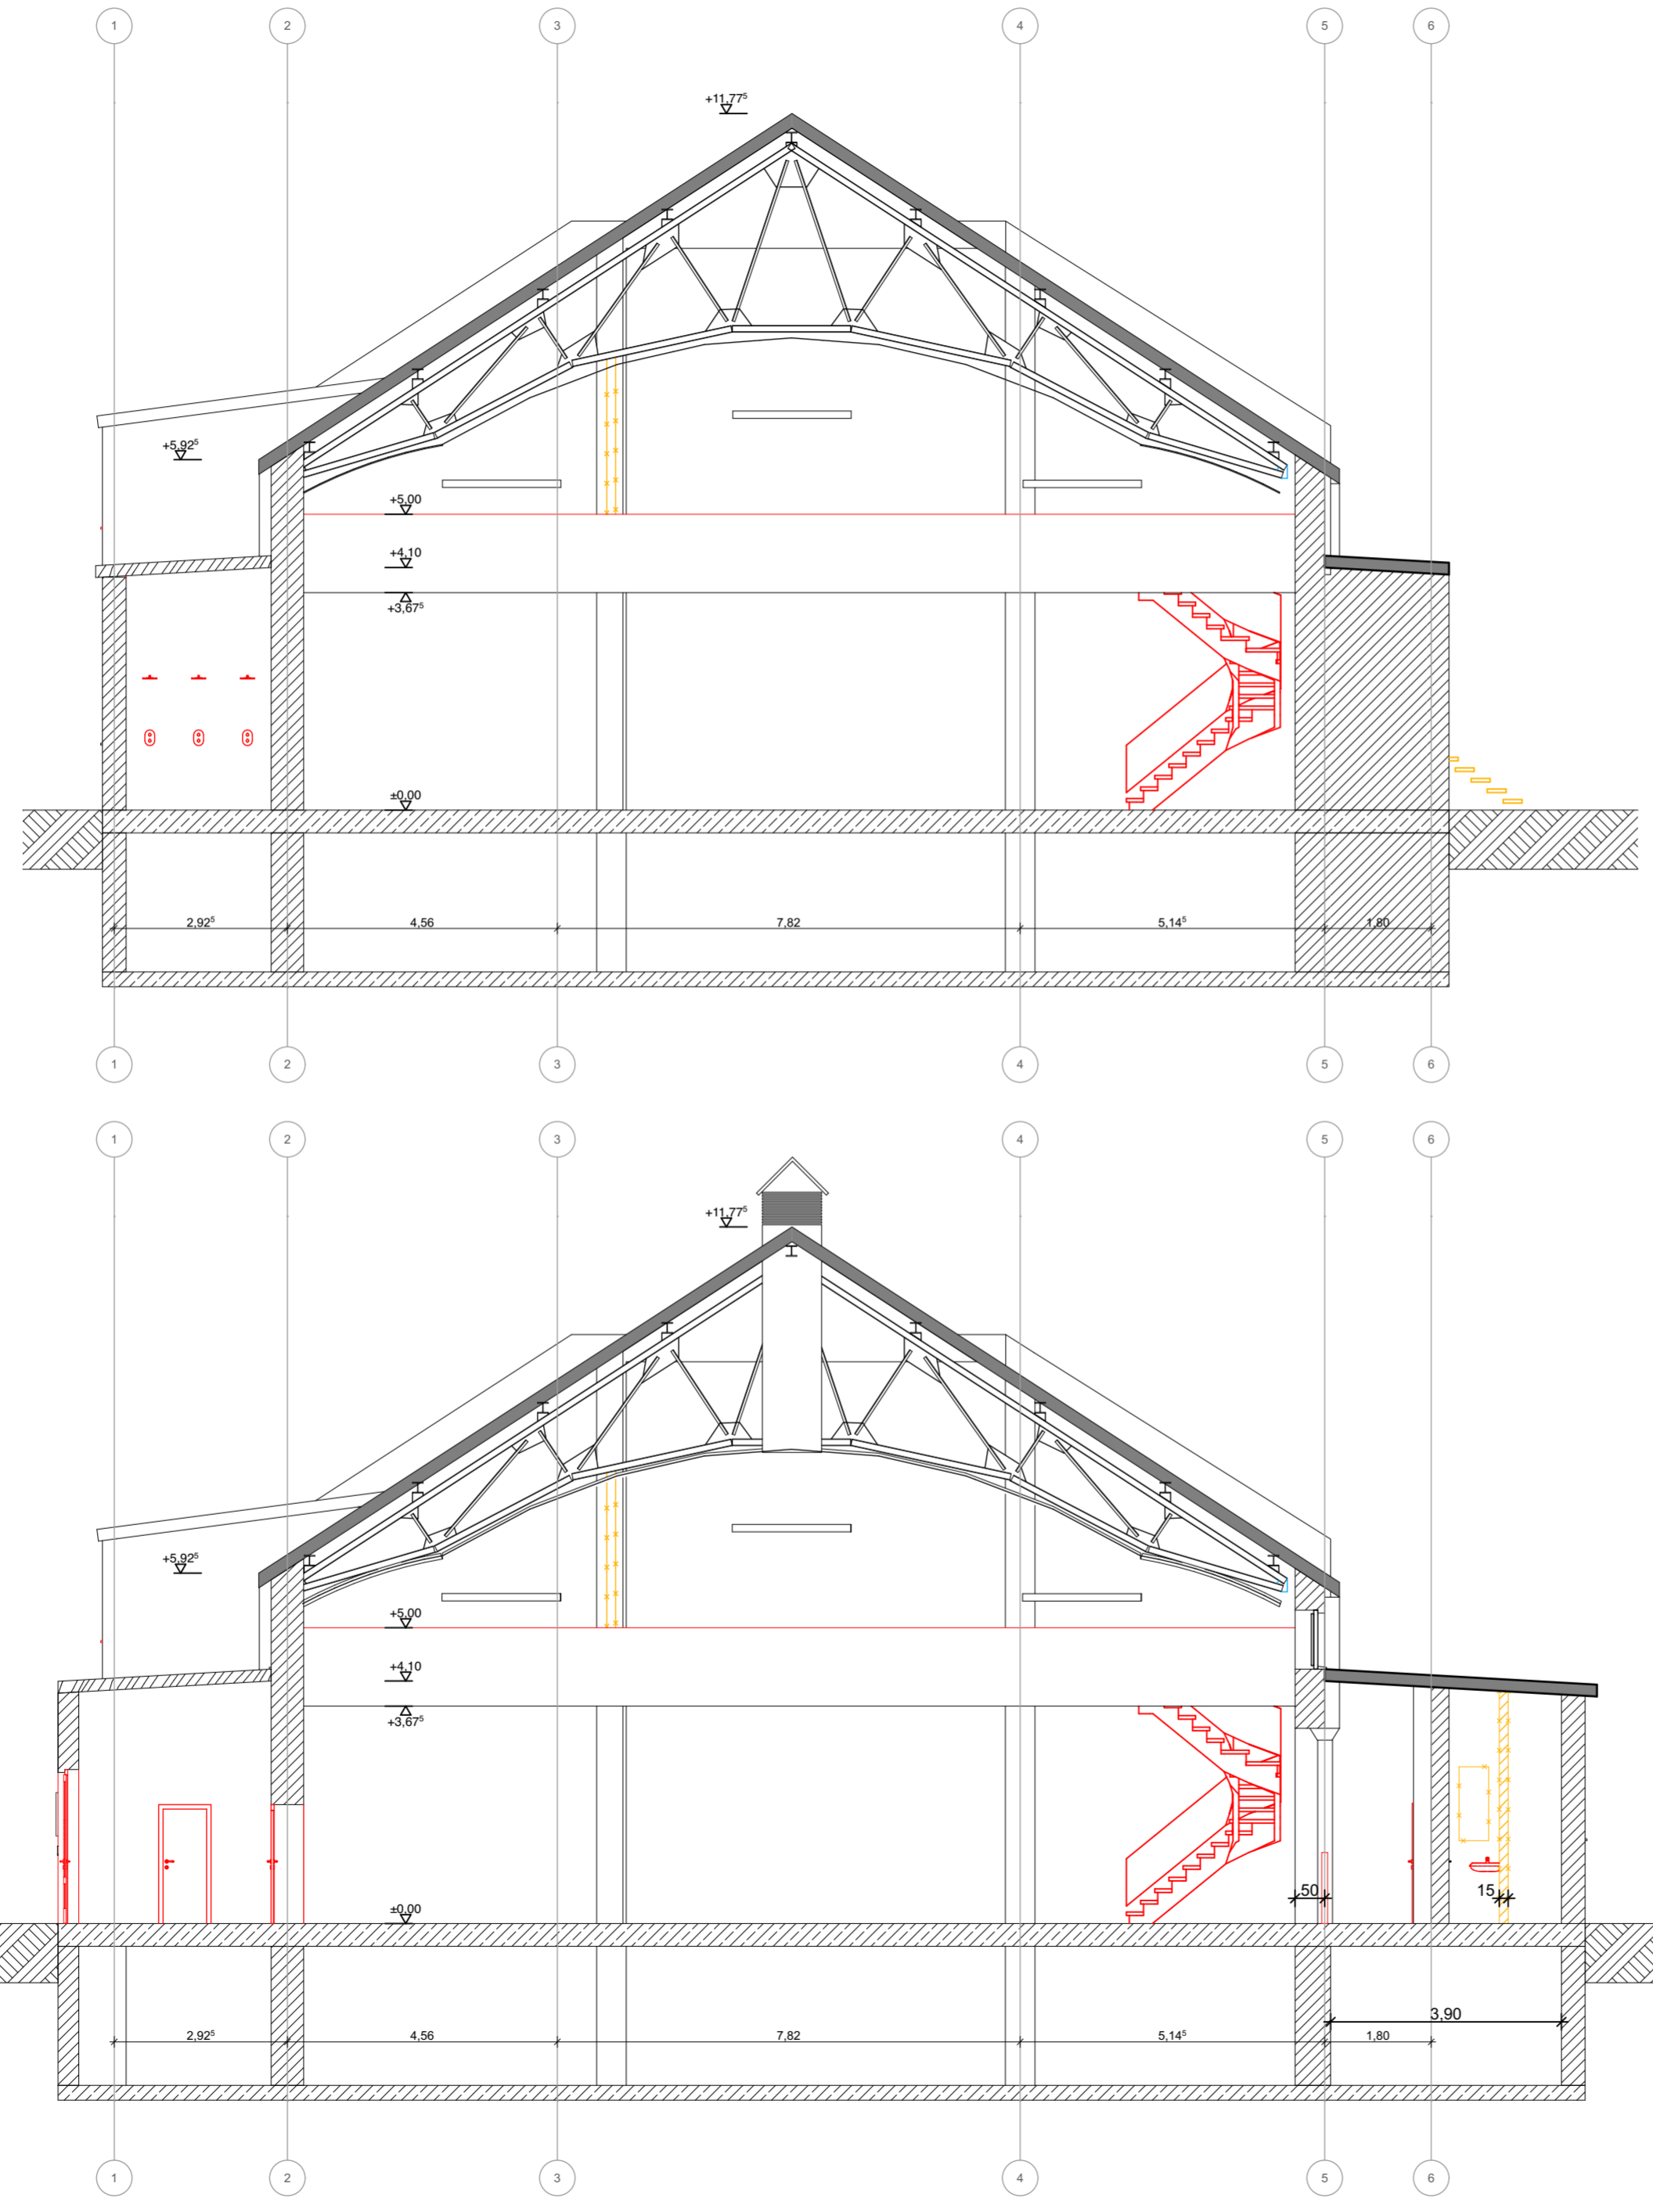 1 2 3 4 5 6
+11,77⁵
+5,92⁵
+5,00
+4,10
+3,67⁵
±0,00
2,92⁵ 4,56 7,82 5,14⁵ 1,80
1 2 3 4 5 6
1 2 3 4 5 6
+11,77⁵
+5,92⁵
+5,00
+4,10
+3,67⁵
50 15
±0,00
3,90
2,92⁵ 4,56 7,82 5,14⁵ 1,80
1 2 3 4 5 6